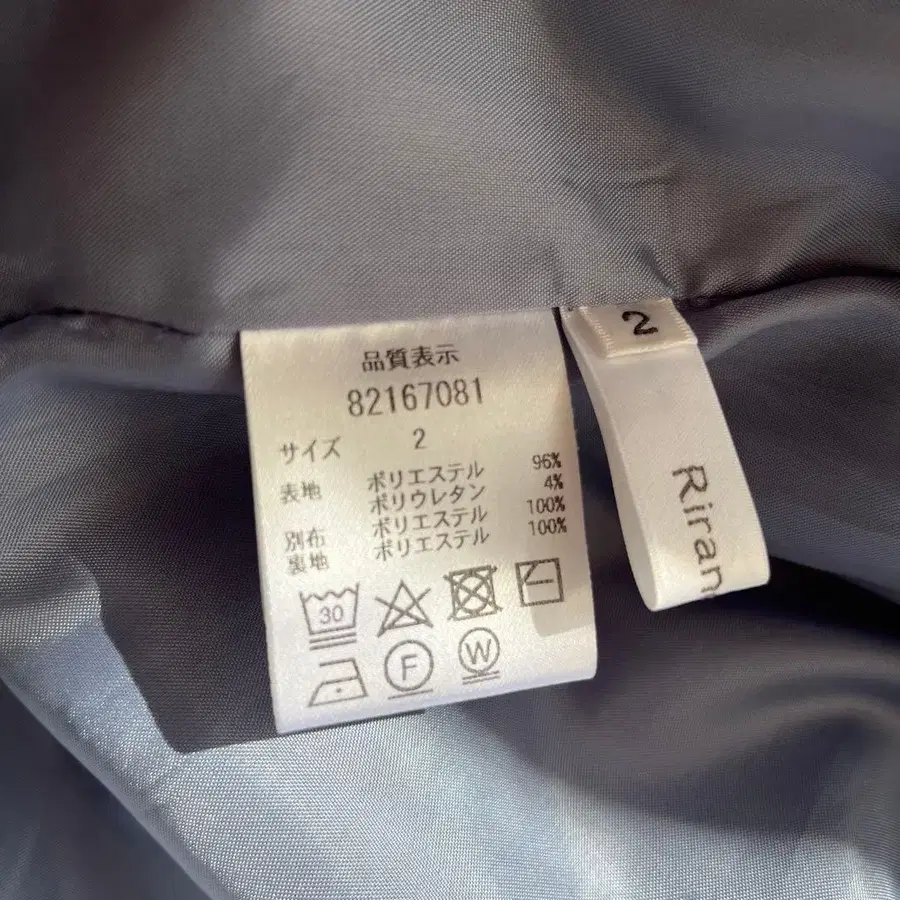 品質表示
82167081
サイズ 2
表地 ポリエステル 96%
ポリウレタン 4%
別布 ポリエステル 100%
裏地 ポリエステル 100%
30
F
W
2
Riran